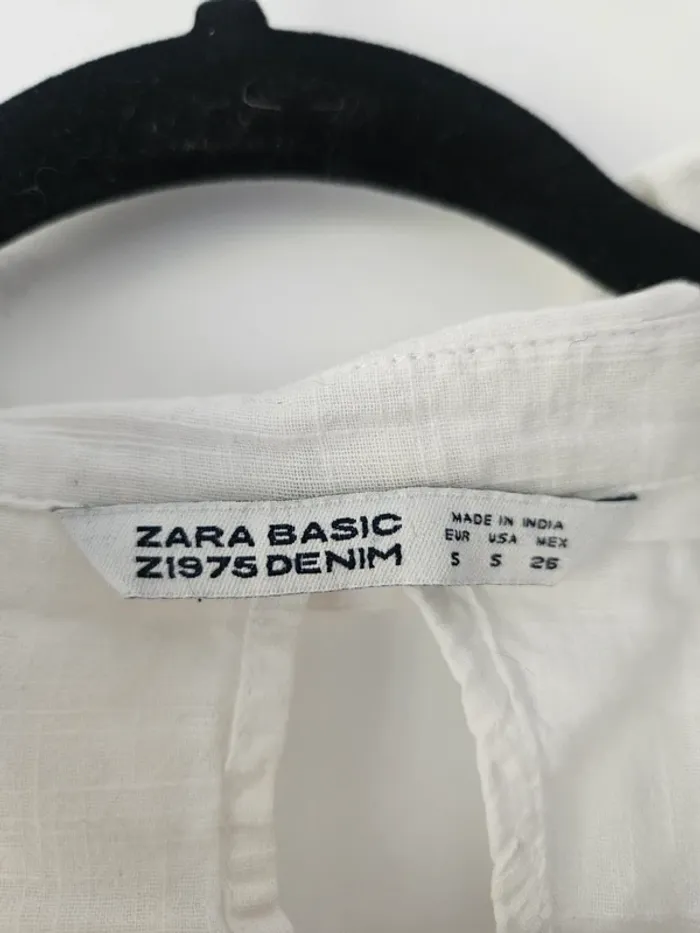 ZARA BASIC
Z1975 DENIM
MADE IN INDIA
EUR USA MEX
S S 26